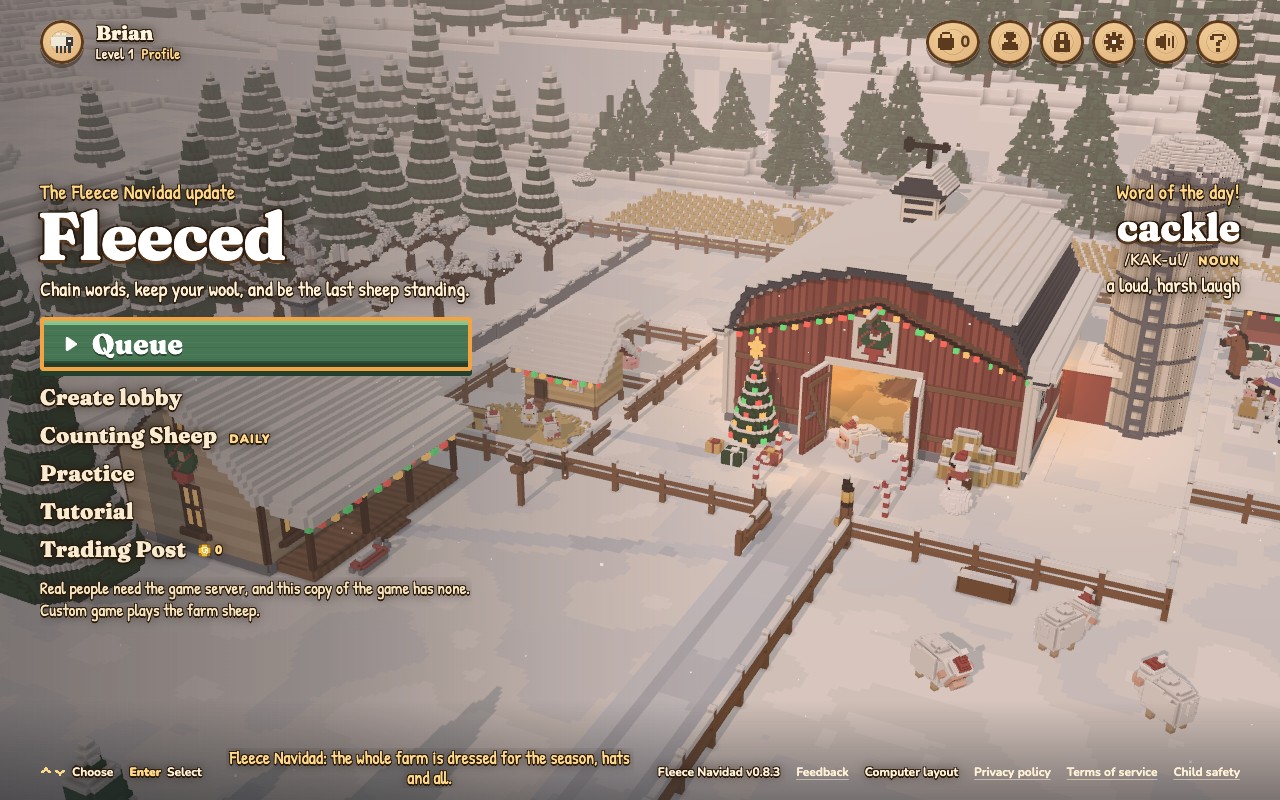 Brian
Level 1 Profile
0
The Fleece Navidad update
Fleeced
Chain words, keep your wool, and be the last sheep standing.
Queue
Create lobby
Counting Sheep DAILY
Practice
Tutorial
Trading Post 0
Real people need the game server, and this copy of the game has none.
Custom game plays the farm sheep.
Word of the day!
cackle
/KAK-ul/ NOUN
a loud, harsh laugh
Choose Enter Select
Fleece Navidad: the whole farm is dressed for the season, hats
and all.
Fleece Navidad v0.8.3 Feedback Computer layout Privacy policy Terms of service Child safety